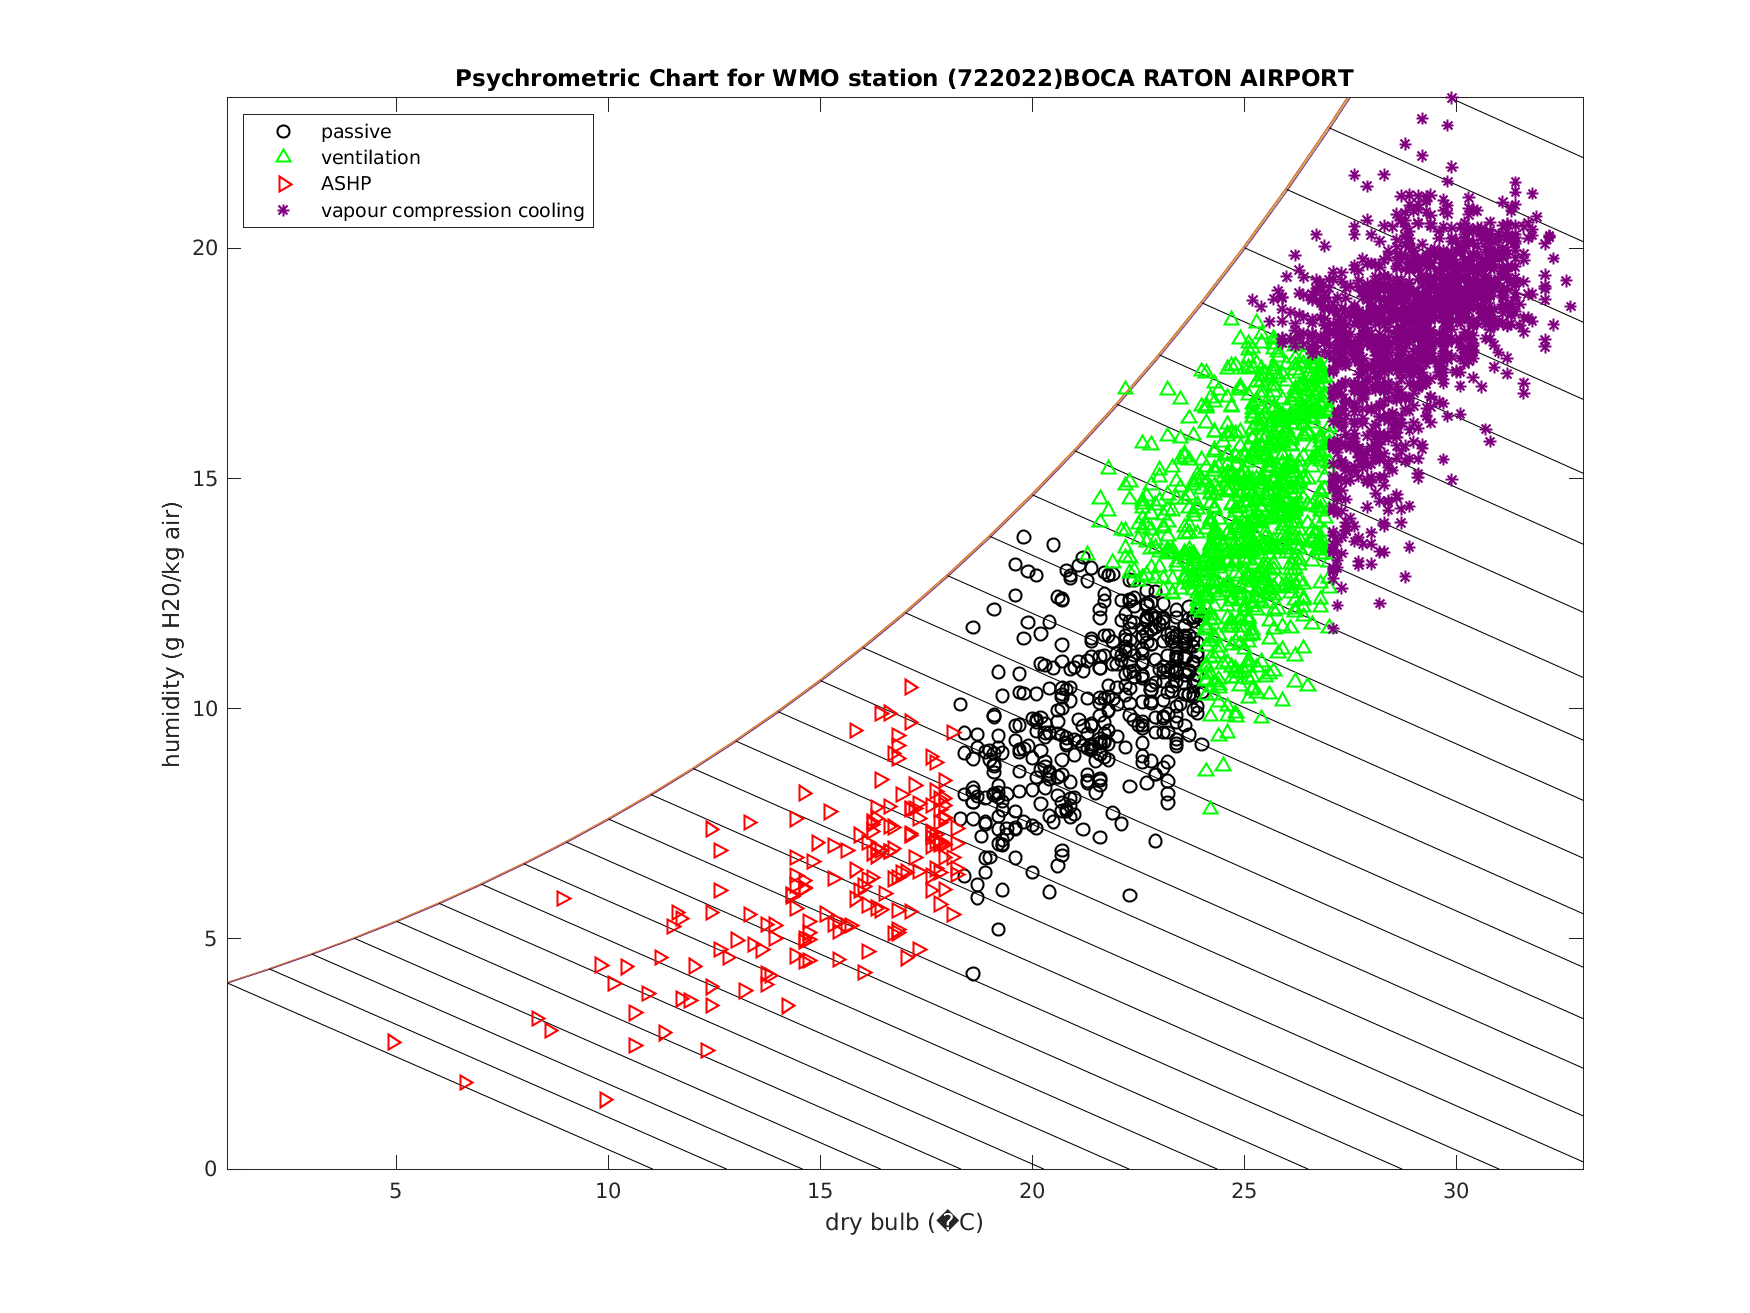 Psychrometric Chart for WMO station (722022)BOCA RATON AIRPORT
passive
ventilation
ASHP
vapour compression cooling
humidity (g H20/kg air)
20
15
10
5
0
5 10 15 20 25 30
dry bulb (�C)